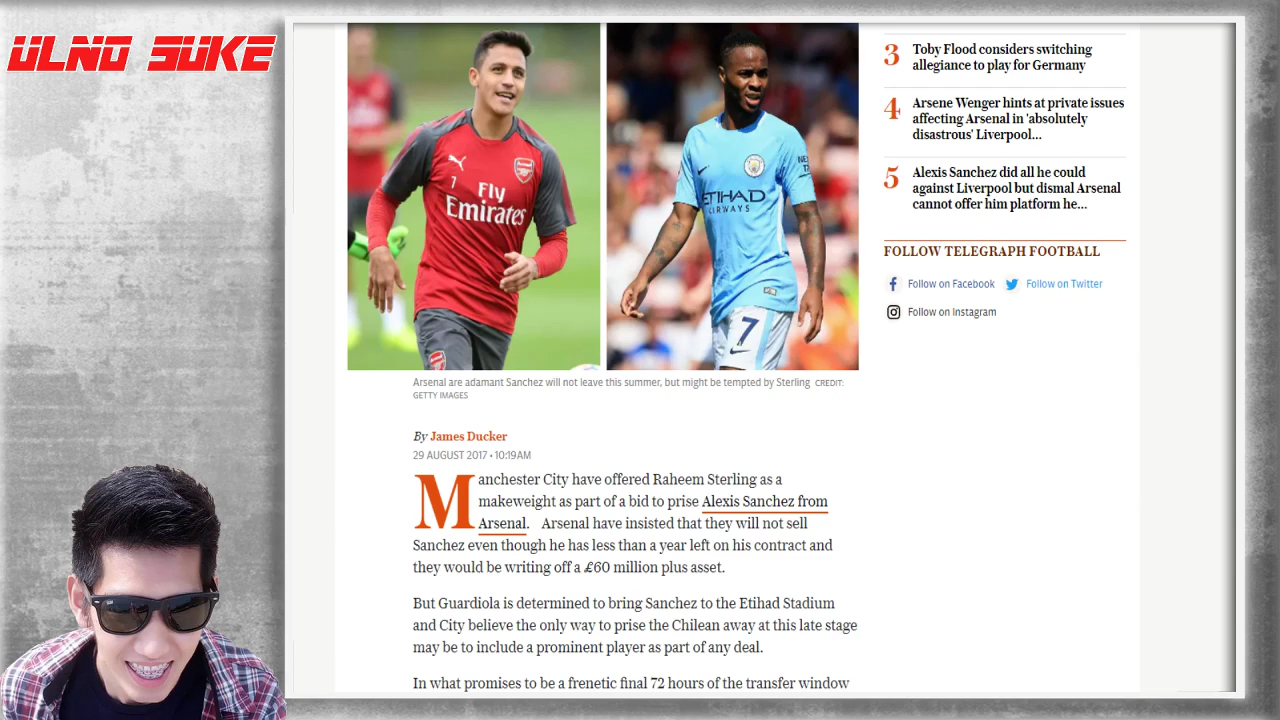 ULNO SUKE
7
Fly
Emirates
ETIHAD
AIRWAYS
7
3 Toby Flood considers switching
allegiance to play for Germany
4 Arsene Wenger hints at private issues
affecting Arsenal in 'absolutely
disastrous' Liverpool...
5 Alexis Sanchez did all he could
against Liverpool but dismal Arsenal
cannot offer him platform he...
FOLLOW TELEGRAPH FOOTBALL
Follow on Facebook Follow on Twitter
Follow on Instagram
Arsenal are adamant Sanchez will not leave this summer, but might be tempted by Sterling CREDIT:
GETTY IMAGES
By James Ducker
29 AUGUST 2017 • 10:19AM
Manchester City have offered Raheem Sterling as a
makeweight as part of a bid to prise Alexis Sanchez from
Arsenal. Arsenal have insisted that they will not sell
Sanchez even though he has less than a year left on his contract and
they would be writing off a £60 million plus asset.
But Guardiola is determined to bring Sanchez to the Etihad Stadium
and City believe the only way to prise the Chilean away at this late stage
may be to include a prominent player as part of any deal.
In what promises to be a frenetic final 72 hours of the transfer window